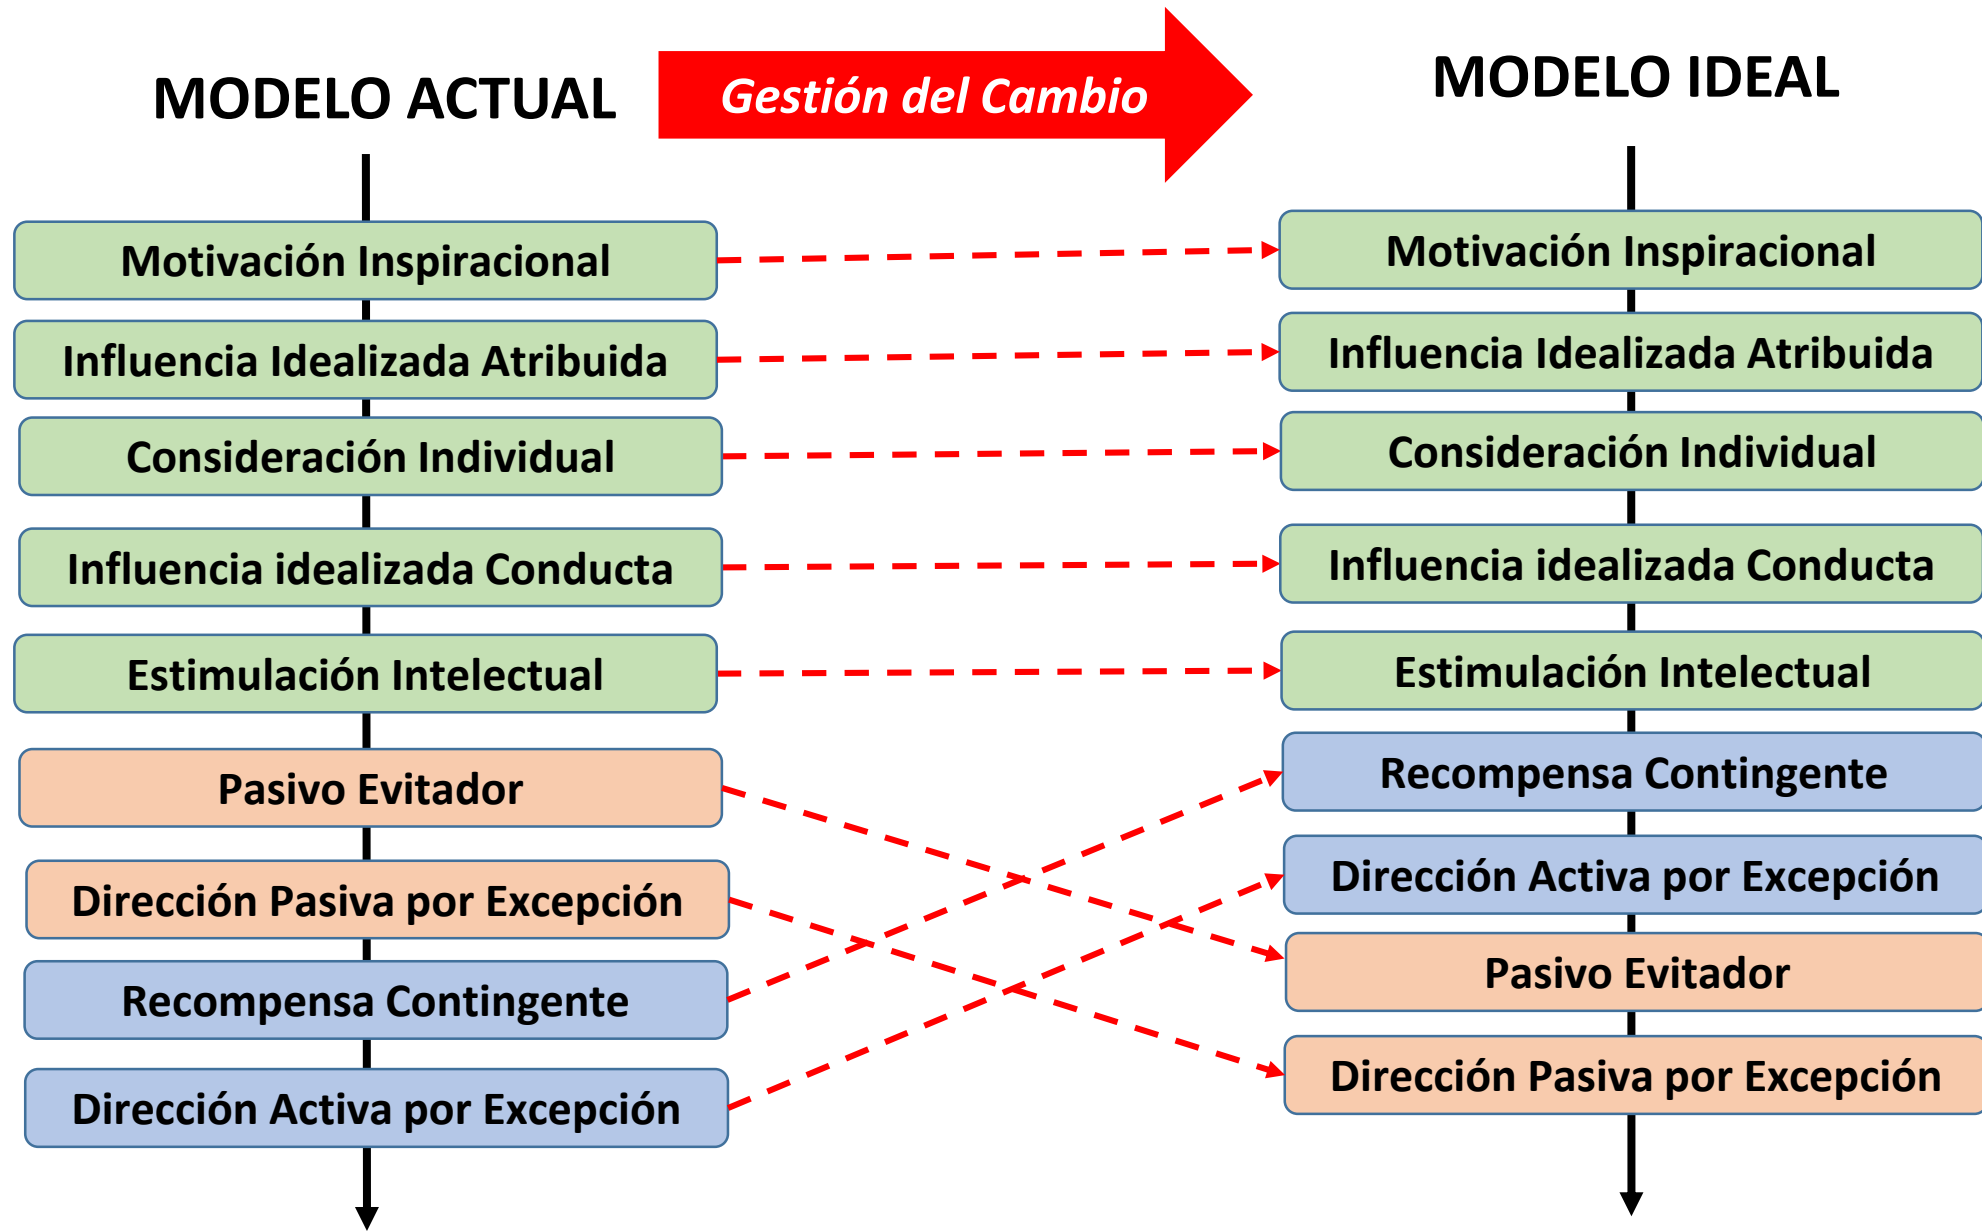 MODELO ACTUAL
Gestión del Cambio
MODELO IDEAL
Motivación Inspiracional
Influencia Idealizada Atribuida
Consideración Individual
Influencia idealizada Conducta
Estimulación Intelectual
Pasivo Evitador
Dirección Pasiva por Excepción
Recompensa Contingente
Dirección Activa por Excepción
Motivación Inspiracional
Influencia Idealizada Atribuida
Consideración Individual
Influencia idealizada Conducta
Estimulación Intelectual
Recompensa Contingente
Dirección Activa por Excepción
Pasivo Evitador
Dirección Pasiva por Excepción